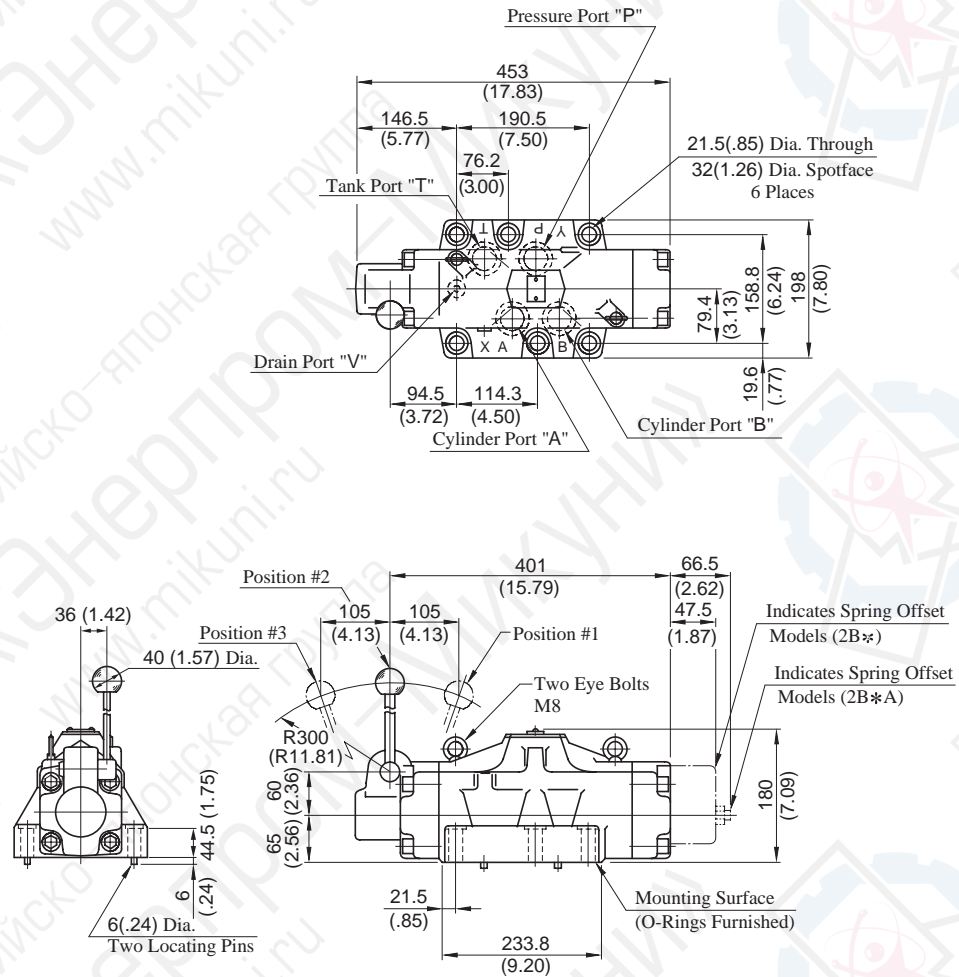 Pressure Port "P"
453
(17.83)
146.5
(5.77)
190.5
(7.50)
76.2
(3.00)
21.5(.85) Dia. Through
32(1.26) Dia. Spotface
6 Places
Tank Port "T"
T
P
Y
79.4
(3.13)
158.8
(6.24)
198
(7.80)
X
A
B
Drain Port "V"
94.5
(3.72)
114.3
(4.50)
19.6
(.77)
Cylinder Port "A"
Cylinder Port "B"
Position #2
401
(15.79)
66.5
(2.62)
36 (1.42)
105
(4.13)
105
(4.13)
47.5
(1.87)
Indicates Spring Offset
Models (2B*)
Position #3
Position #1
40 (1.57) Dia.
Indicates Spring Offset
Models (2B*A)
Two Eye Bolts
M8
R300
(R11.81)
60
(2.36)
65
(2.56)
180
(7.09)
44.5 (1.75)
6
(.24)
21.5
(.85)
Mounting Surface
(O-Rings Furnished)
6(.24) Dia.
Two Locating Pins
233.8
(9.20)
www.mikuni.ru
www.mikuni.ru